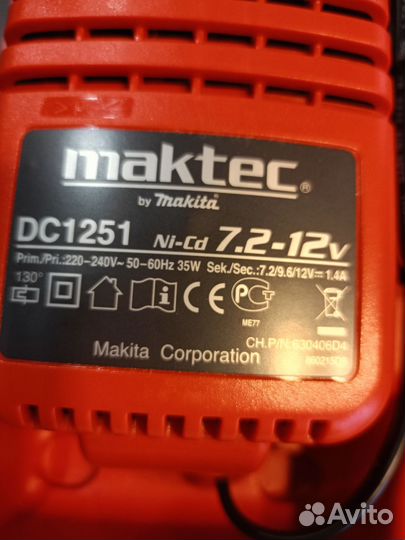 maktec®
by makita
DC1251 Ni-Cd 7.2-12v
Prim./Pri.:220~240V~ 50-60Hz 35W Sek./Sec.:7.2/9.6/12V⎓ 1.4A
130°
CE
ME77
CH.P/N:630406D4
Makita Corporation
Avito